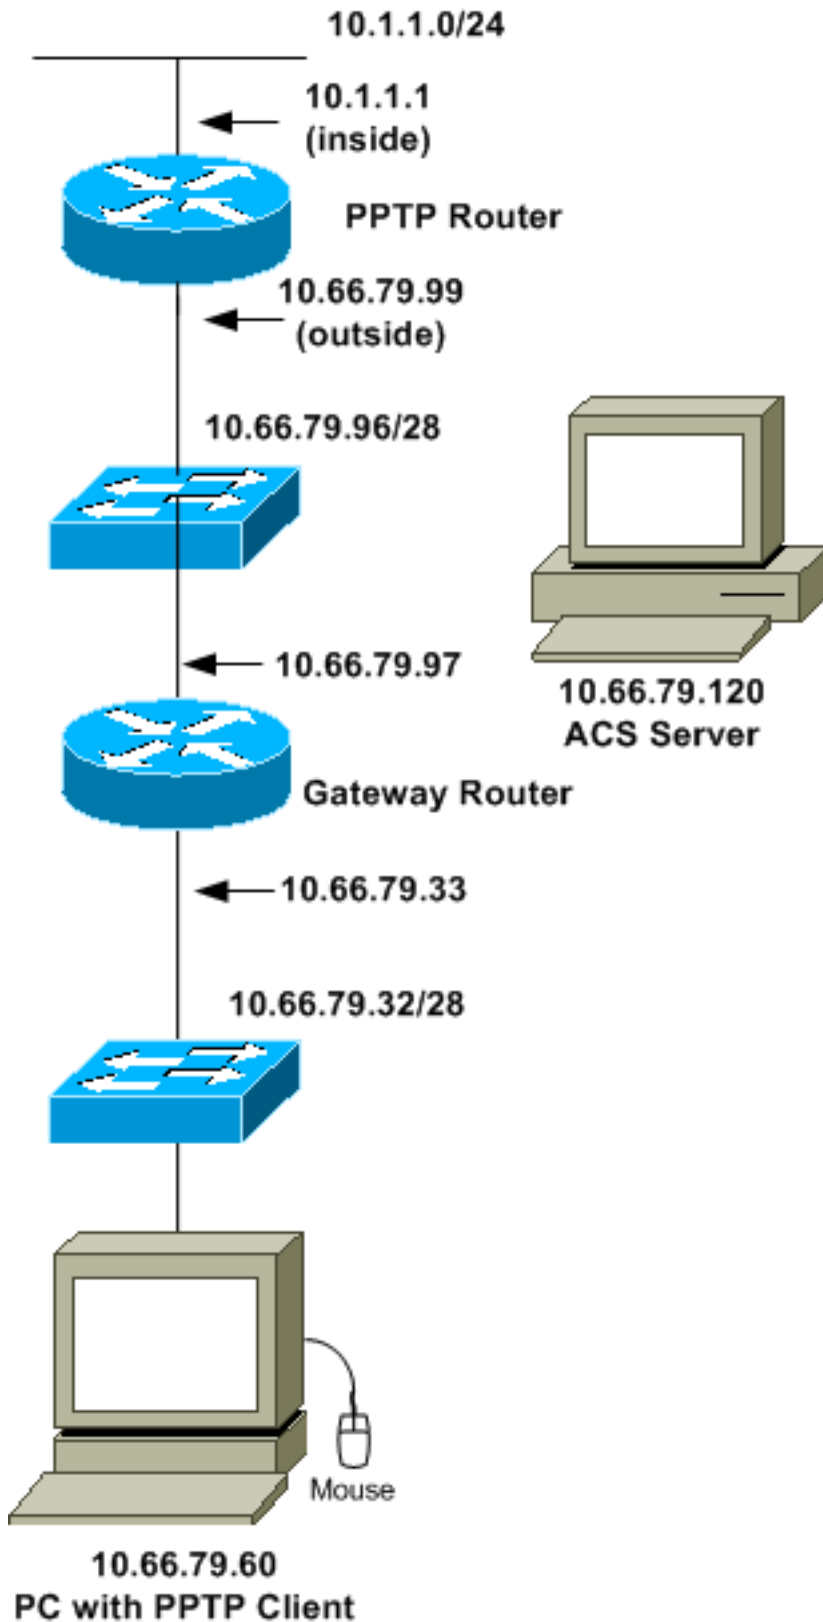 10.1.1.0/24
10.1.1.1
(inside)
PPTP Router
10.66.79.99
(outside)
10.66.79.96/28
10.66.79.97
10.66.79.120
ACS Server
Gateway Router
10.66.79.33
10.66.79.32/28
Mouse
10.66.79.60
PC with PPTP Client